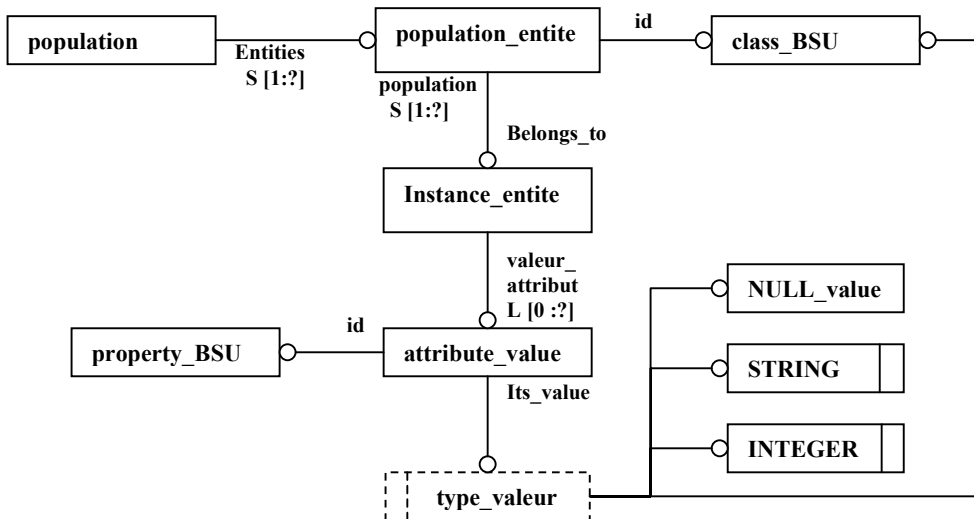 population
Entities
S [1:?]
population_entite
id
class_BSU
population
S [1:?]
Belongs_to
Instance_entite
valeur_
attribut
L [0 :?]
NULL_value
property_BSU
id
attribute_value
STRING
Its_value
INTEGER
type_valeur